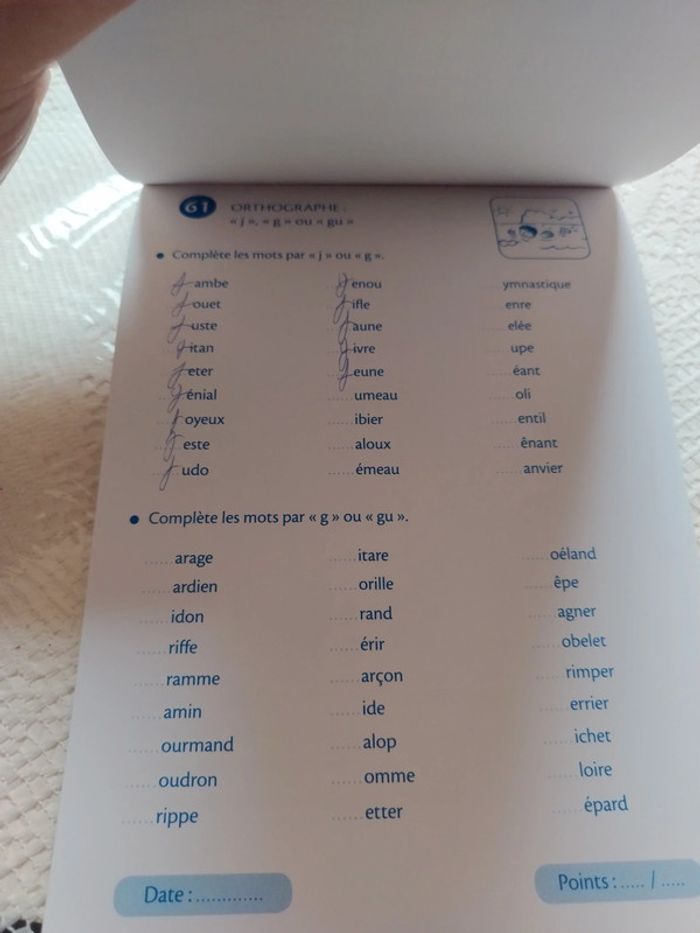 61 ORTHOGRAPHE :
« j », « g » ou « gu »
• Complète les mots par « j » ou « g ».
jambe genou ......ymnastique
jouet gifle ......enre
juste jaune ......elée
gitan givre ......upe
jeter jeune ......éant
génial ......umeau ......oli
joyeux ......ibier ......entil
geste ......aloux ......ênant
judo ......émeau ......anvier
• Complète les mots par « g » ou « gu ».
......arage ......itare ......oéland
......ardien ......orille ......êpe
......idon ......rand ......agner
......riffe ......érir ......obelet
......ramme ......arçon ......rimper
......amin ......ide ......errier
......ourmand ......alop ......ichet
......oudron ......omme ......loire
......rippe ......etter ......épard
Date : .............
Points : ..... / .....